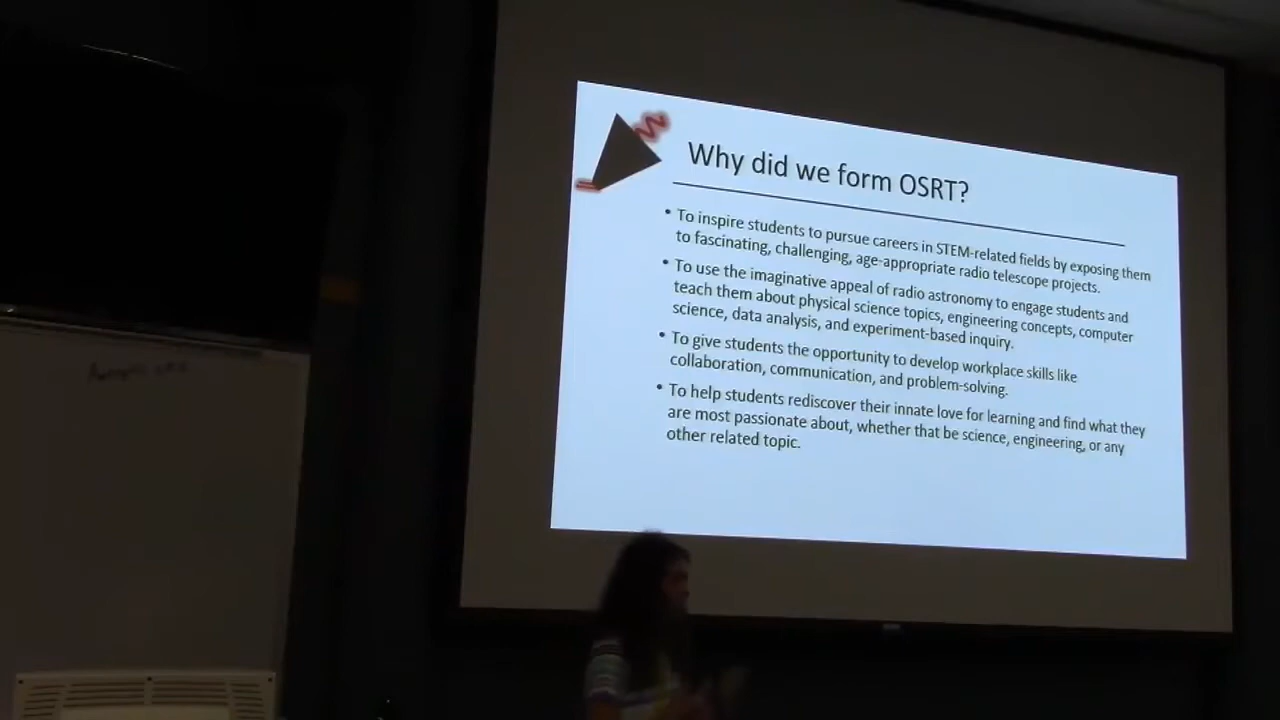 Why did we form OSRT?
• To inspire students to pursue careers in STEM-related fields by exposing them
to fascinating, challenging, age-appropriate radio telescope projects.
• To use the imaginative appeal of radio astronomy to engage students and
teach them about physical science topics, engineering concepts, computer
science, data analysis, and experiment-based inquiry.
• To give students the opportunity to develop workplace skills like
collaboration, communication, and problem-solving.
• To help students rediscover their innate love for learning and find what they
are most passionate about, whether that be science, engineering, or any
other related topic.